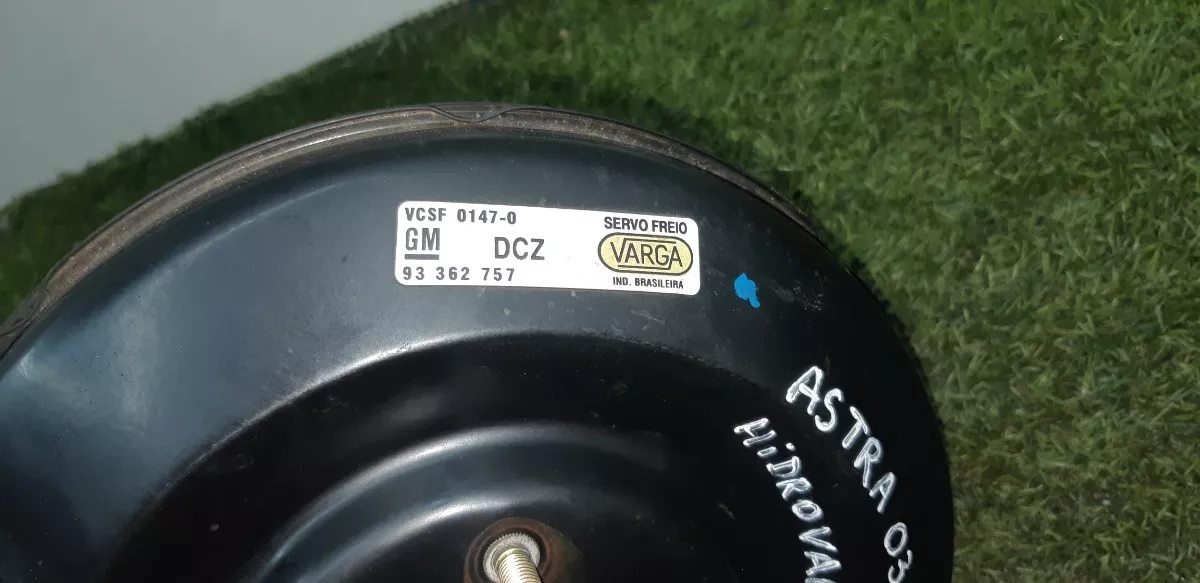 VCSF 0147-0
GM DCZ
93 362 757
SERVO FREIO
VARGA
IND. BRASILEIRA
ASTRA 03